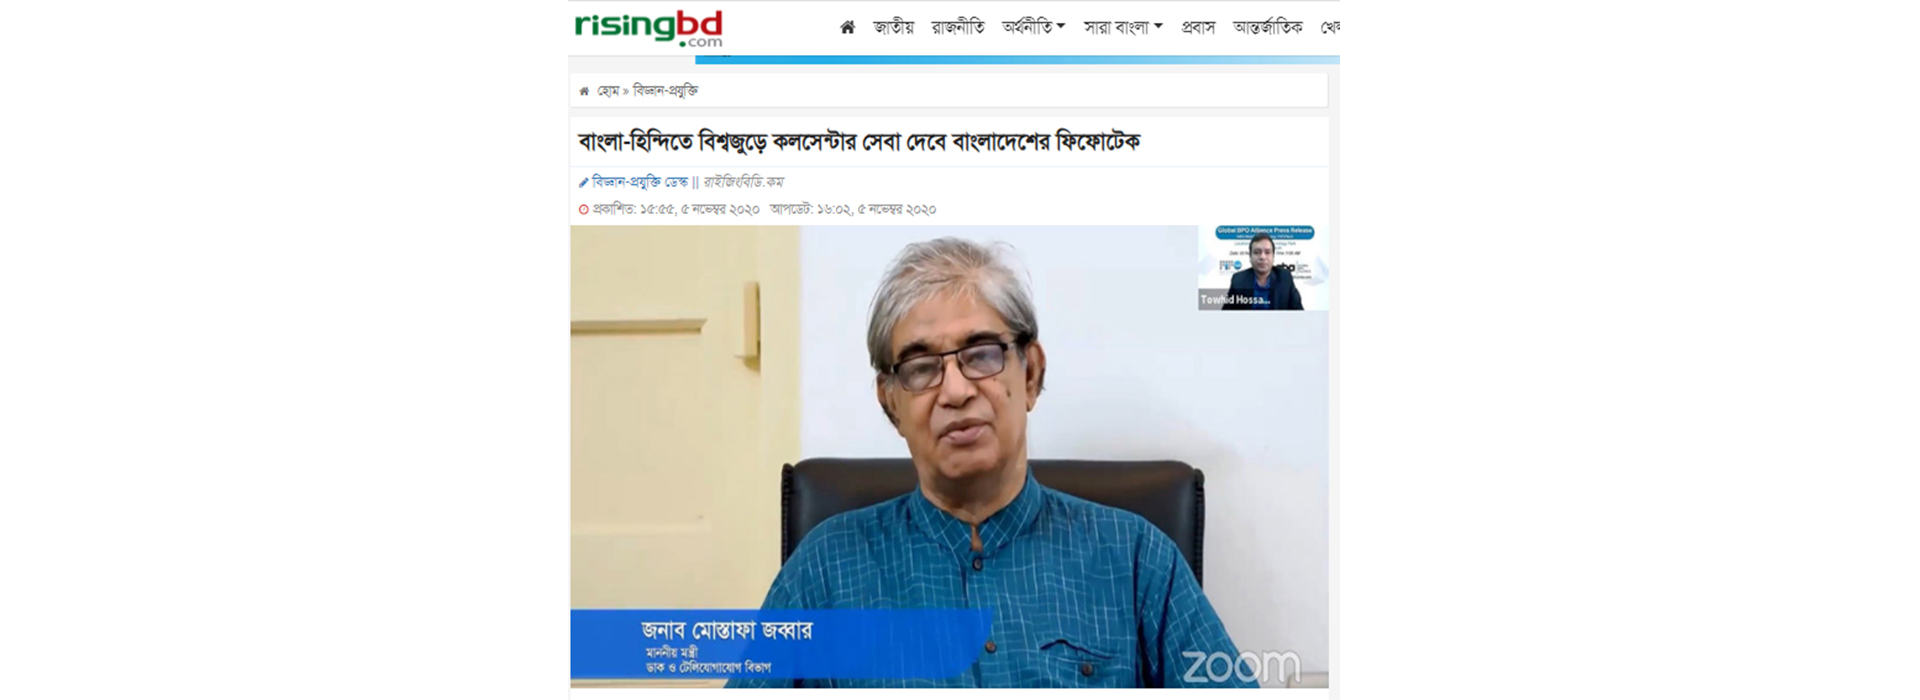 risingbd
.com
জাতীয় রাজনীতি অর্থনীতি সারা বাংলা প্রবাস আন্তর্জাতিক
হোম » বিজ্ঞান-প্রযুক্তি
বাংলা-হিন্দিতে বিশ্বজুড়ে কলসেন্টার সেবা দেবে বাংলাদেশের ফিফোটেক
বিজ্ঞান-প্রযুক্তি ডেস্ক || রাইজিংবিডি.কম
প্রকাশিত: ১৫:৫৫, ৫ নভেম্বর ২০২০ আপডেট: ১৬:০২, ৫ নভেম্বর ২০২০
Global BPO Alliance Press Release
Towhid Hossa...
জনাব মোস্তাফা জব্বার
মাননীয় মন্ত্রী
ডাক ও টেলিযোগাযোগ বিভাগ
zoom